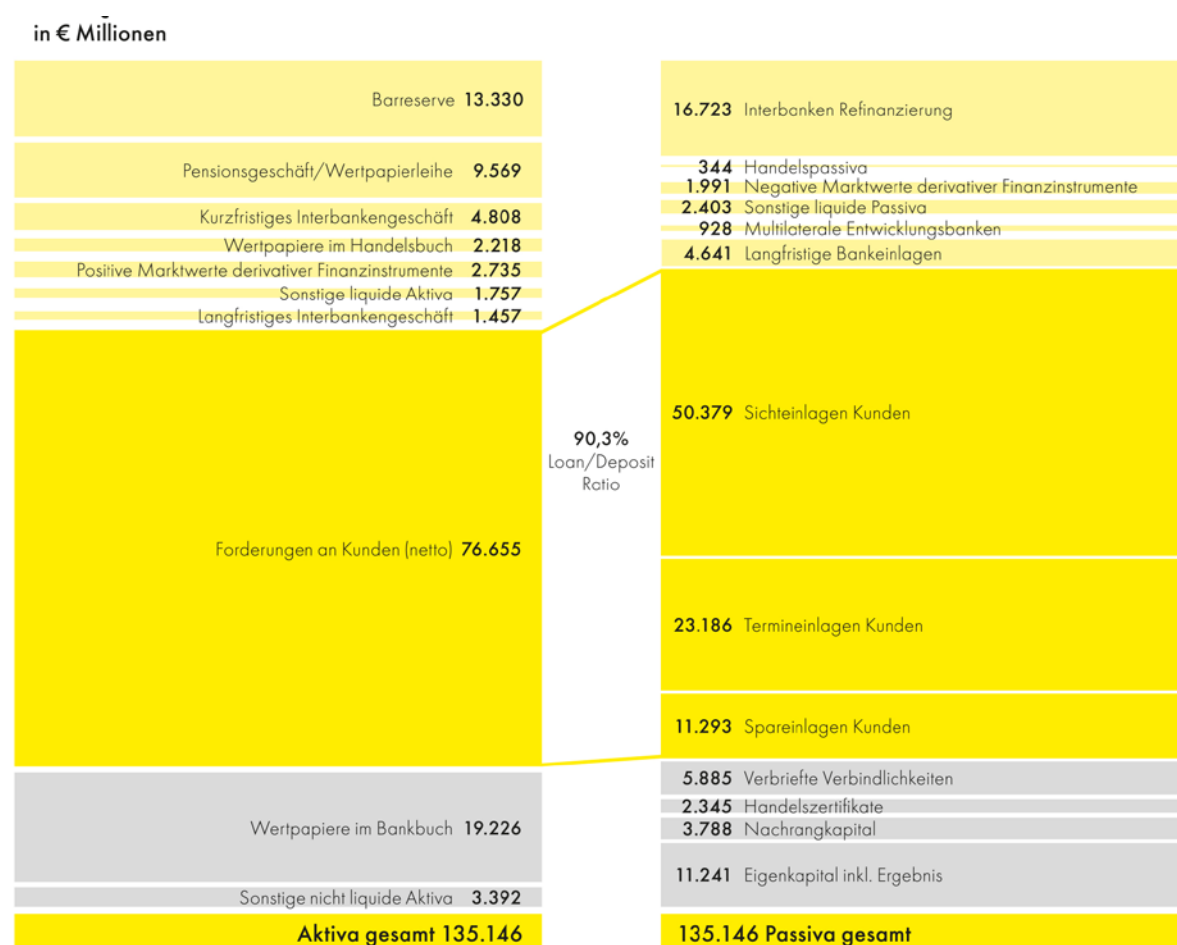 in € Millionen
Barreserve 13.330
Pensionsgeschäft/Wertpapierleihe 9.569
Kurzfristiges Interbankengeschäft 4.808
Wertpapiere im Handelsbuch 2.218
Positive Marktwerte derivativer Finanzinstrumente 2.735
Sonstige liquide Aktiva 1.757
Langfristiges Interbankengeschäft 1.457
Forderungen an Kunden (netto) 76.655
Wertpapiere im Bankbuch 19.226
Sonstige nicht liquide Aktiva 3.392
Aktiva gesamt 135.146
90,3%
Loan/Deposit
Ratio
16.723 Interbanken Refinanzierung
344 Handelspassiva
1.991 Negative Marktwerte derivativer Finanzinstrumente
2.403 Sonstige liquide Passiva
928 Multilaterale Entwicklungsbanken
4.641 Langfristige Bankeinlagen
50.379 Sichteinlagen Kunden
23.186 Termineinlagen Kunden
11.293 Spareinlagen Kunden
5.885 Verbriefte Verbindlichkeiten
2.345 Handelszertifikate
3.788 Nachrangkapital
11.241 Eigenkapital inkl. Ergebnis
135.146 Passiva gesamt